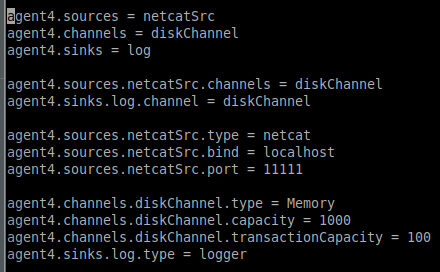 agent4.sources = netcatSrc
agent4.channels = diskChannel
agent4.sinks = log
agent4.sources.netcatSrc.channels = diskChannel
agent4.sinks.log.channel = diskChannel
agent4.sources.netcatSrc.type = netcat
agent4.sources.netcatSrc.bind = localhost
agent4.sources.netcatSrc.port = 11111
agent4.channels.diskChannel.type = Memory
agent4.channels.diskChannel.capacity = 1000
agent4.channels.diskChannel.transactionCapacity = 100
agent4.sinks.log.type = logger